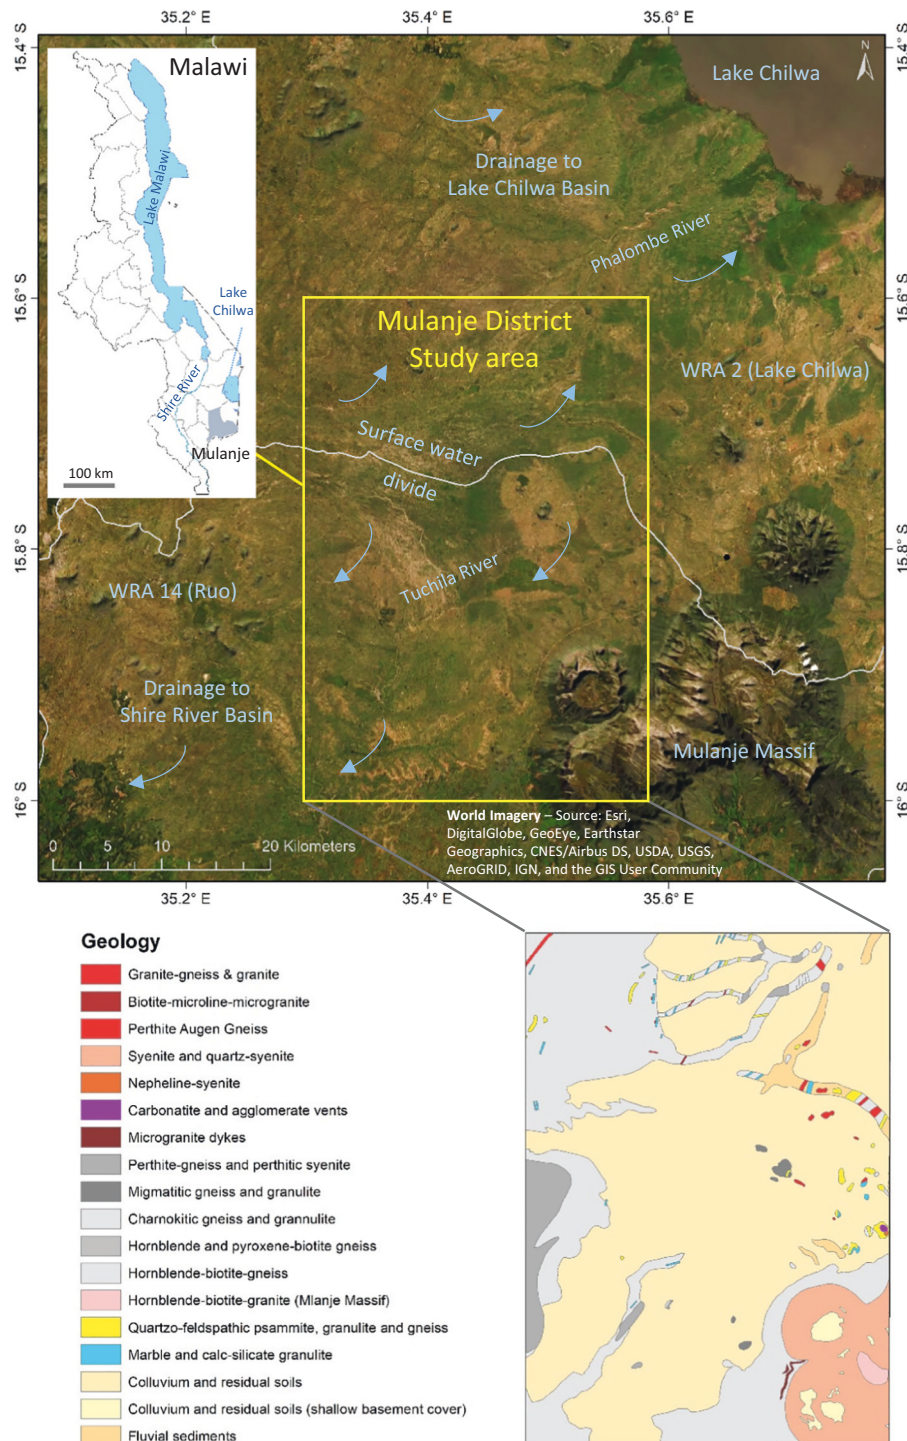 35.2° E
35.4° E
35.6° E
15.4° S
15.4° S
Malawi
Lake Malawi
Lake
Chilwa
Shire River
Mulanje
100 km
N
Lake Chilwa
Drainage to
Lake Chilwa Basin
Phalombe River
15.6° S
15.6° S
Mulanje District
Study area
WRA 2 (Lake Chilwa)
Surface water
divide
15.8° S
15.8° S
WRA 14 (Ruo)
Tuchila River
Drainage to
Shire River Basin
Mulanje Massif
16° S
16° S
World Imagery – Source: Esri,
DigitalGlobe, GeoEye, Earthstar
Geographics, CNES/Airbus DS, USDA, USGS,
AeroGRID, IGN, and the GIS User Community
0 5 10 20 Kilometers
35.2° E
35.4° E
35.6° E
Geology
Granite-gneiss & granite
Biotite-microline-microgranite
Perthite Augen Gneiss
Syenite and quartz-syenite
Nepheline-syenite
Carbonatite and agglomerate vents
Microgranite dykes
Perthite-gneiss and perthitic syenite
Migmatitic gneiss and granulite
Charnokitic gneiss and grannulite
Hornblende and pyroxene-biotite gneiss
Hornblende-biotite-gneiss
Hornblende-biotite-granite (Mlanje Massif)
Quartzo-feldspathic psammite, granulite and gneiss
Marble and calc-silicate granulite
Colluvium and residual soils
Colluvium and residual soils (shallow basement cover)
Fluvial sediments